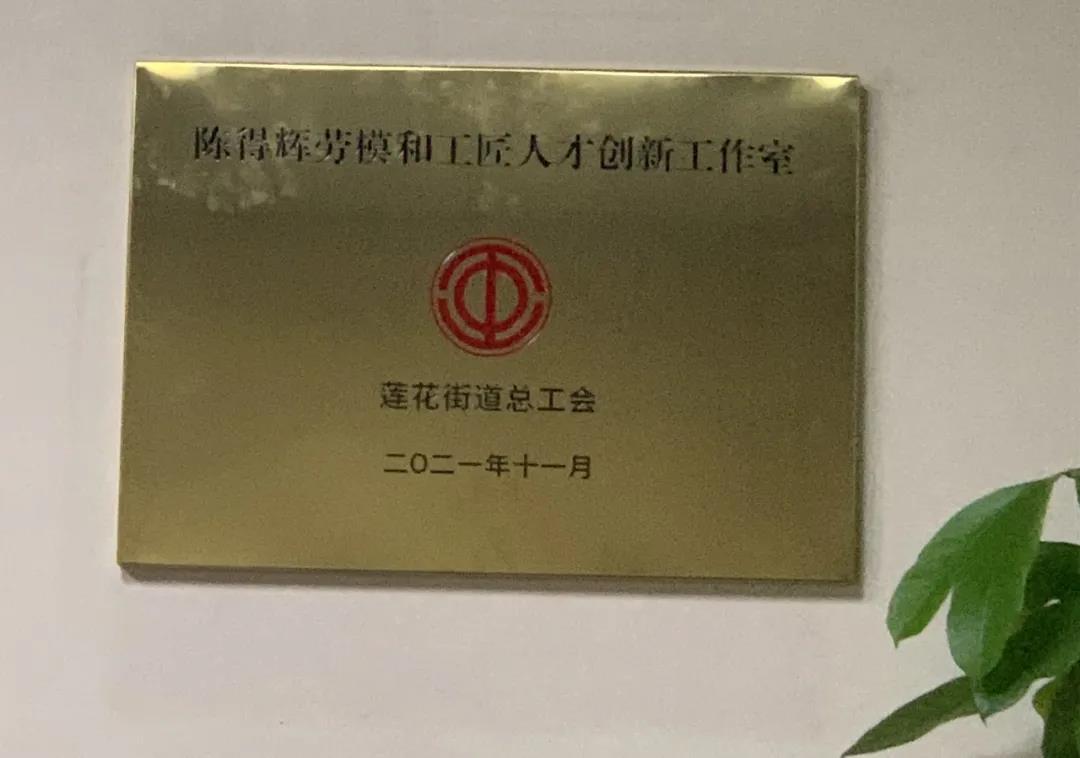 陈得辉劳模和工匠人才创新工作室
莲花街道总工会
二〇二一年十一月